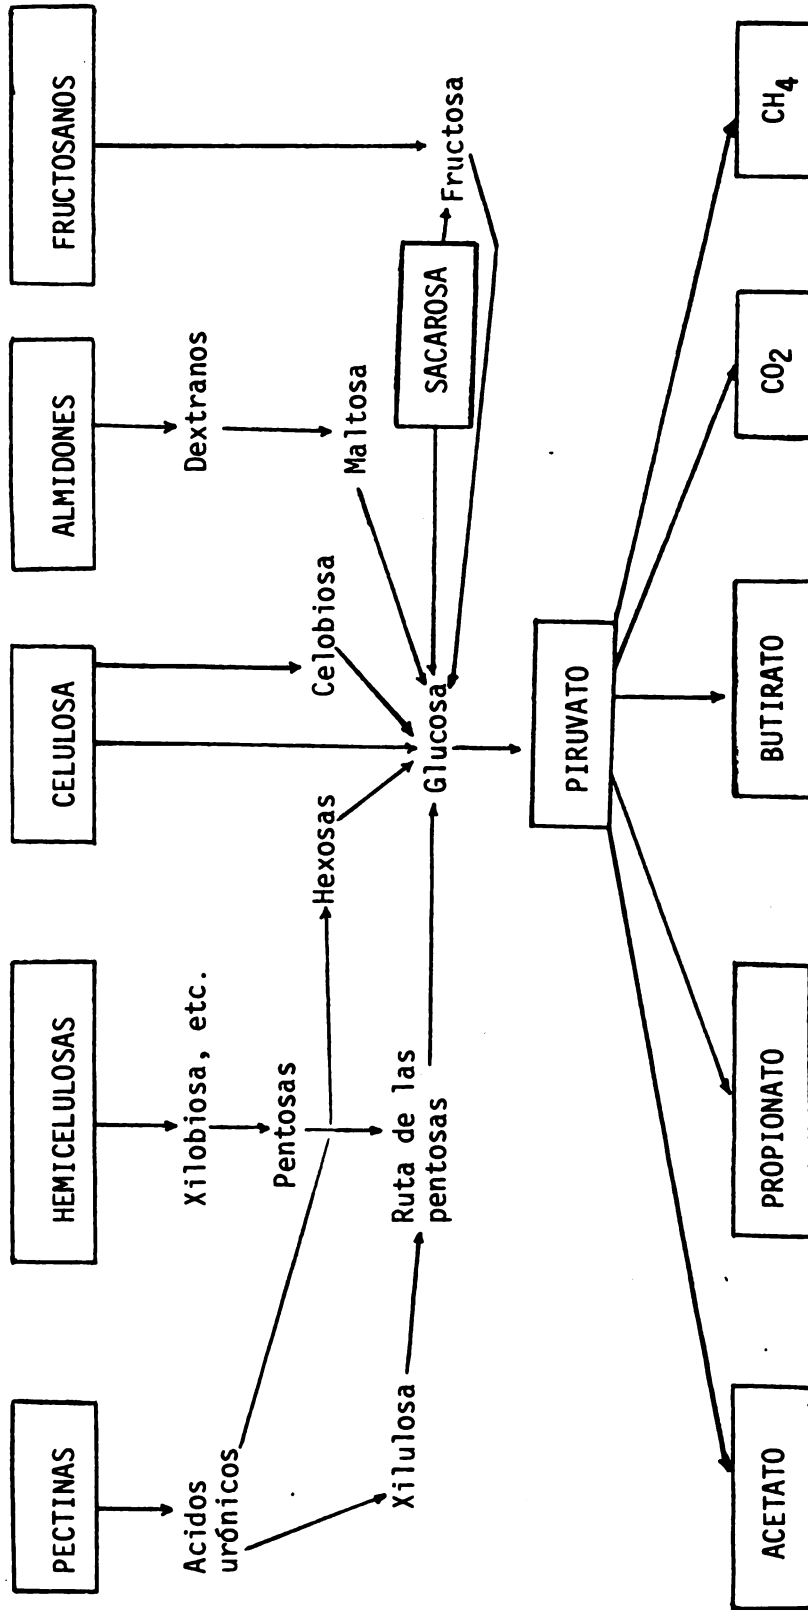 PECTINAS
HEMICELULOSAS
CELULOSA
ALMIDONES
FRUCTOSANOS
Acidos
urónicos
Xilobiosa, etc.
Dextranos
Pentosas
Hexosas
Celobiosa
Maltosa
Xilulosa
Ruta de las
pentosas
Glucosa
SACAROSA
Fructosa
PIRUVATO
ACETATO
PROPIONATO
BUTIRATO
CO₂
CH₄